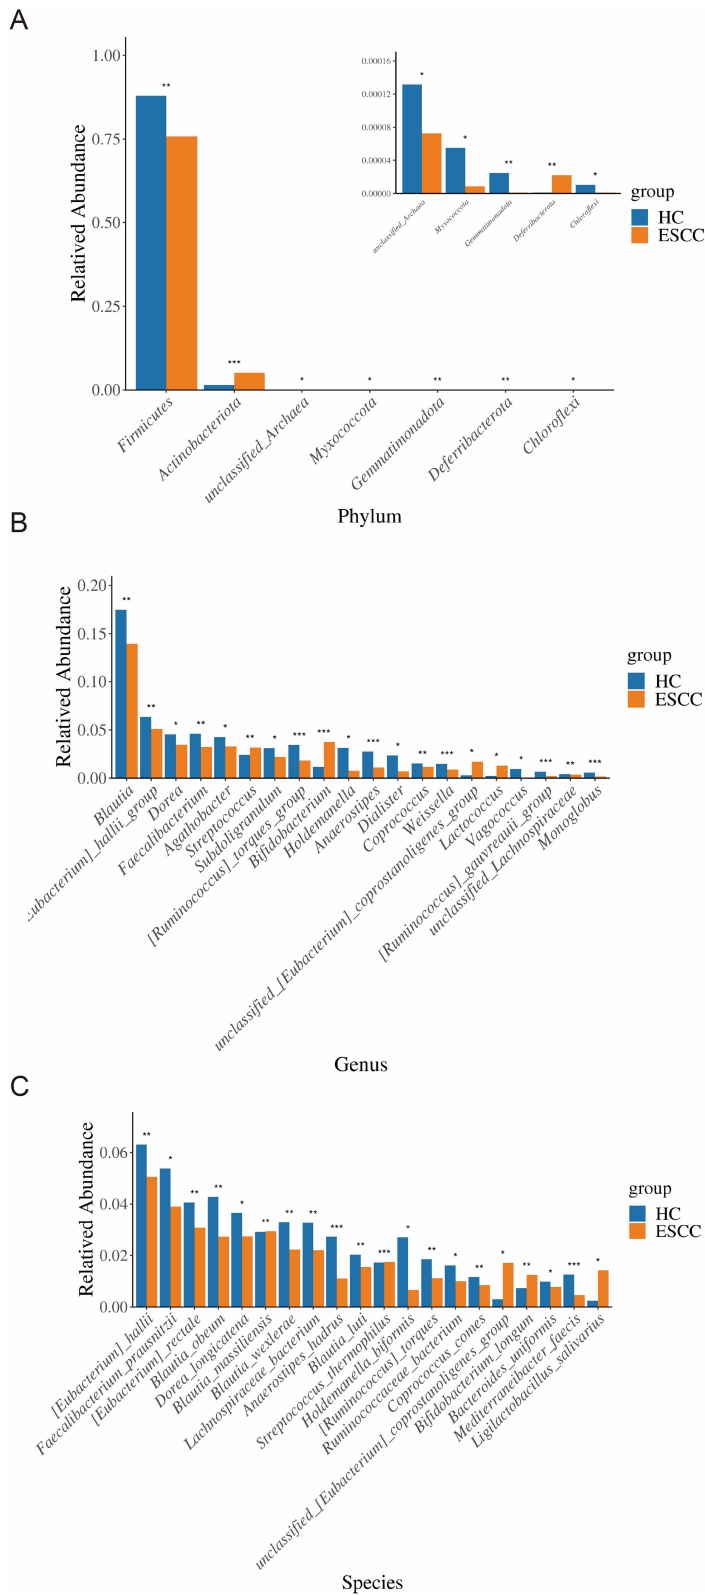 A
Relatived Abundance
1.00
0.75
0.50
0.25
0.00
**
***
*
*
**
**
*
Firmicutes
Actinobacteriota
unclassified_Archaea
Myxococcota
Gemmatimonadota
Deferribacterota
Chloroflexi
Phylum
0.00016
0.00012
0.00008
0.00004
0.00000
*
*
**
**
*
unclassified_Archaea
Myxococcota
Gemmatimonadota
Deferribacterota
Chloroflexi
group
HC
ESCC
B
Relatived Abundance
0.20
0.15
0.10
0.05
0.00
**
**
*
**
*
**
*
***
***
*
***
*
**
***
*
*
*
***
**
***
Blautia
Eubacterium]_hallii_group
Dorea
Faecalibacterium
Agathobacter
Streptococcus
Subdoligranulum
[Ruminococcus]_torques_group
Bifidobacterium
Holdemanella
Anaerostipes
Dialister
Coprococcus
Weissella
unclassified_[Eubacterium]_coprostanoligenes_group
Lactococcus
Vagococcus
[Ruminococcus]_gauvreauii_group
unclassified_Lachnospiraceae
Monoglobus
Genus
group
HC
ESCC
C
Relatived Abundance
0.06
0.04
0.02
0.00
**
*
**
**
*
**
**
**
***
**
***
*
**
*
**
*
**
*
***
*
[Eubacterium]_hallii
Faecalibacterium_prausnitzii
[Eubacterium]_rectale
Blautia_obeum
Dorea_longicatena
Blautia_massiliensis
Blautia_wexlerae
Lachnospiraceae_bacterium
Anaerostipes_hadrus
Blautia_luti
Streptococcus_thermophilus
Holdemanella_biformis
[Ruminococcus]_torques
Ruminococcaceae_bacterium
Coprococcus_comes
unclassified_[Eubacterium]_coprostanoligenes_group
Bifidobacterium_longum
Bacteroides_uniformis
Mediterraneibacter_faecis
Ligilactobacillus_salivarius
Species
group
HC
ESCC